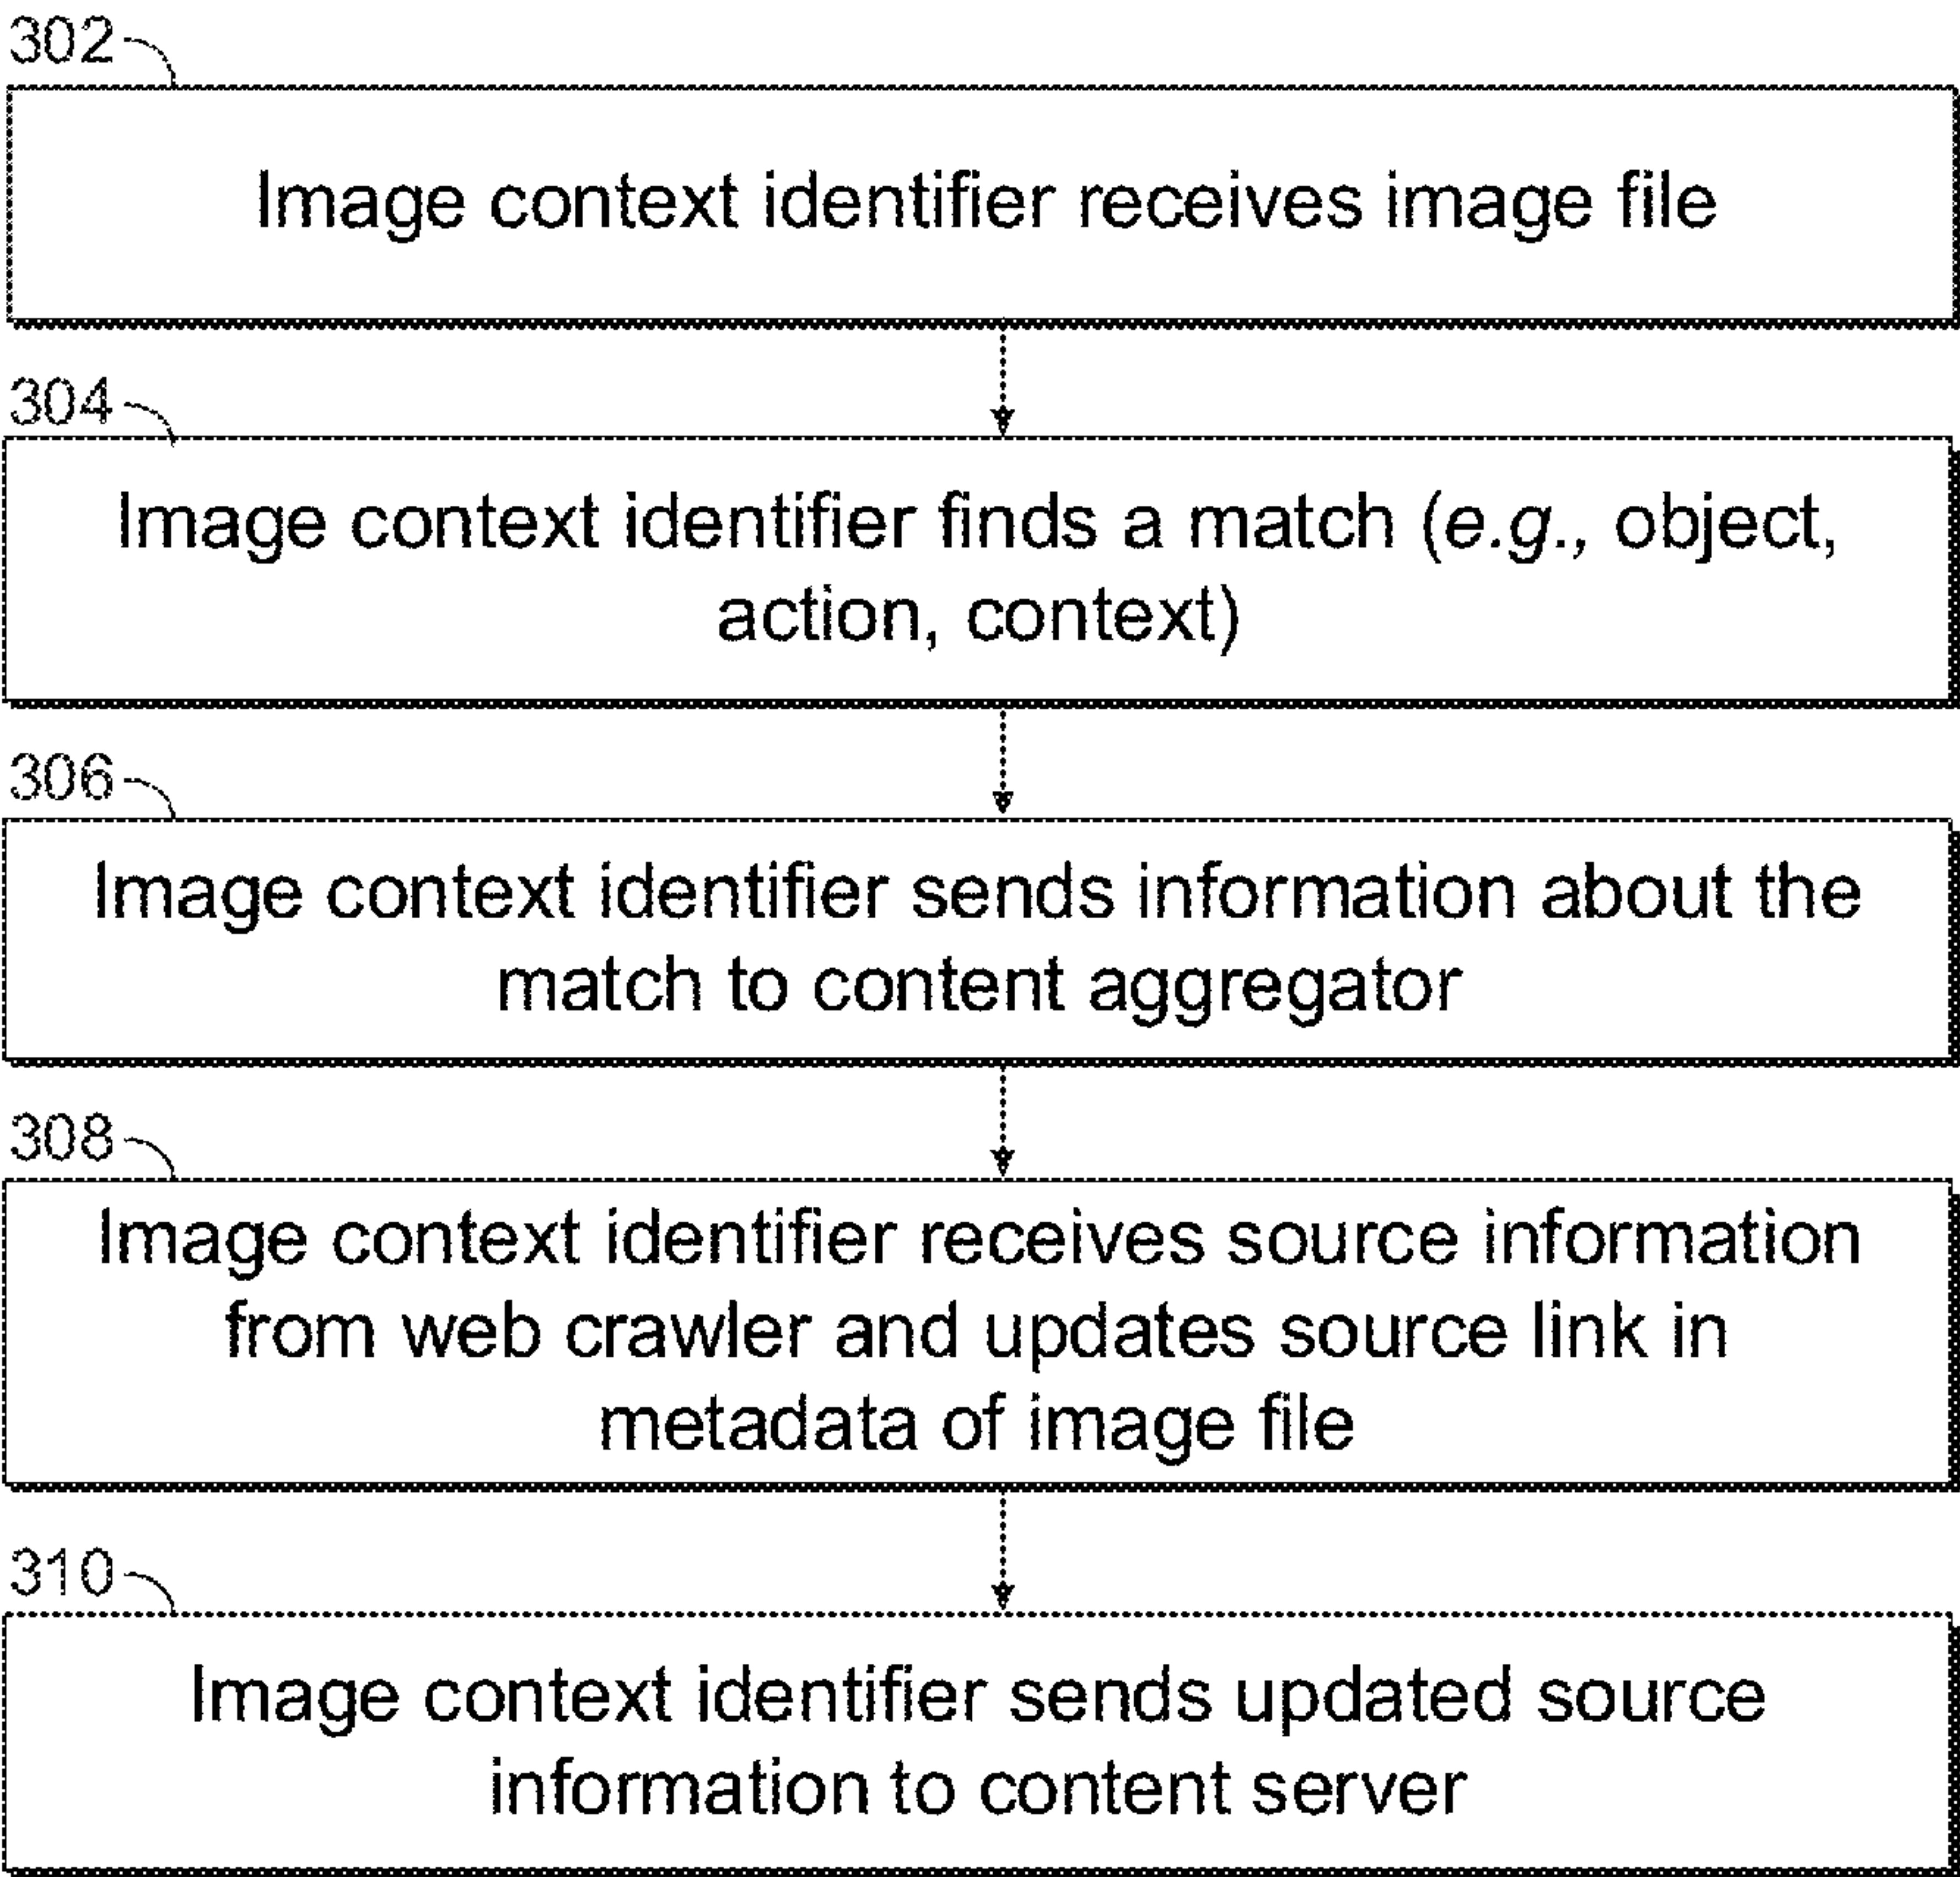 302
Image context identifier receives image file
304
Image context identifier finds a match (e.g., object,
action, context)
306
Image context identifier sends information about the
match to content aggregator
308
Image context identifier receives source information
from web crawler and updates source link in
metadata of image file
310
Image context identifier sends updated source
information to content server